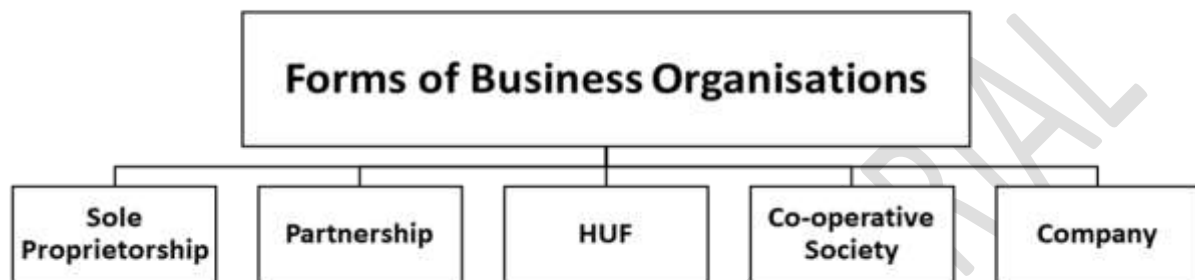 Forms of Business Organisations
Sole
Proprietorship
Partnership
HUF
Co-operative
Society
Company